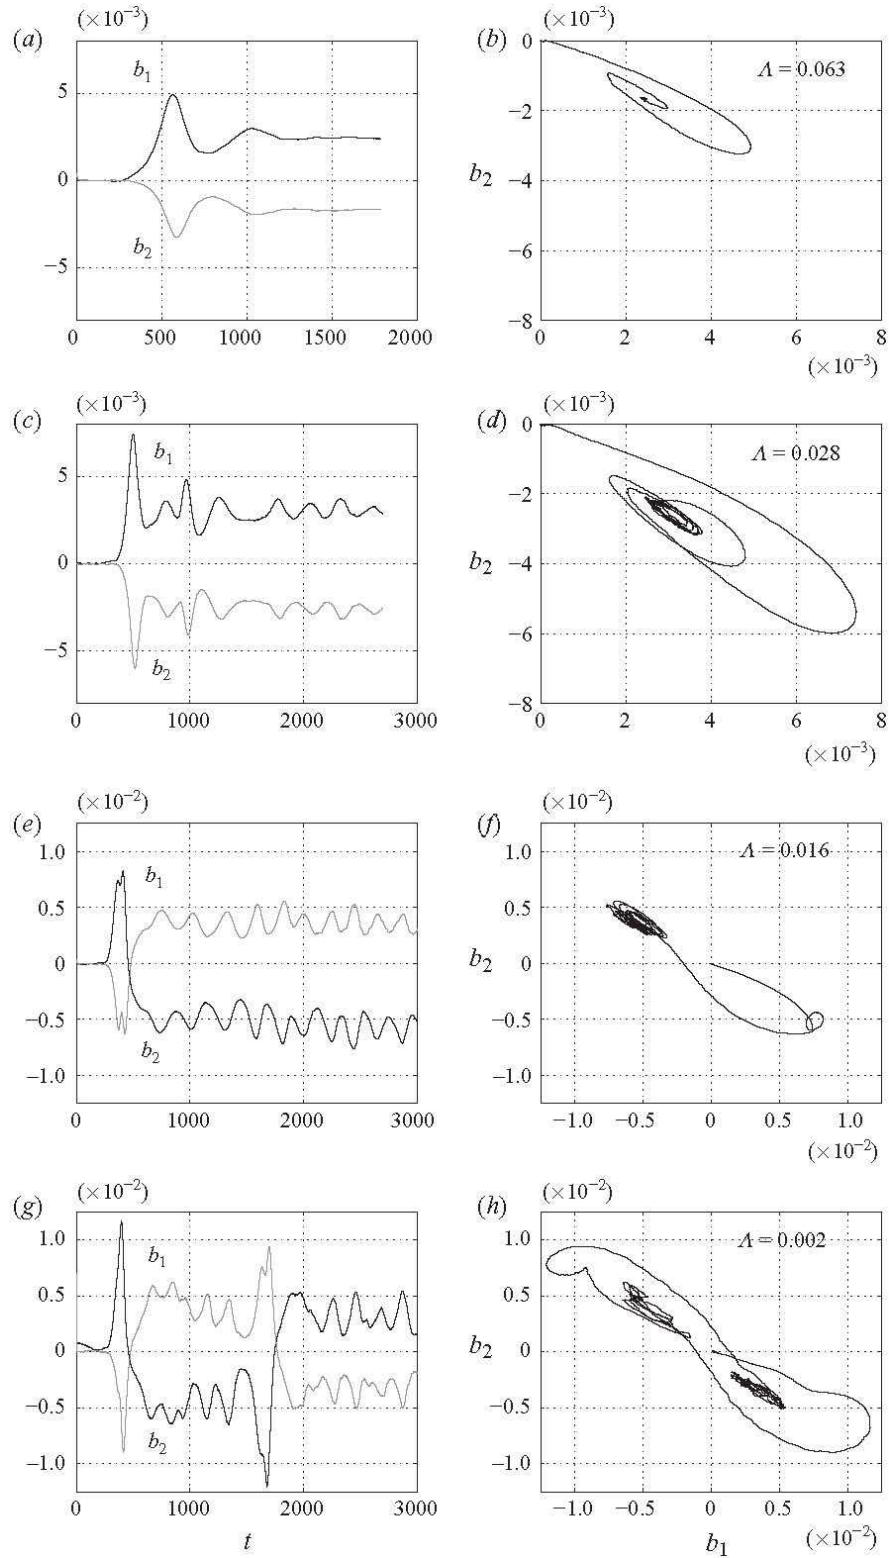 (a)
(×10−3)
b1
b2
5
0
−5
0 500 1000 1500 2000
(b)
(×10−3)
Λ = 0.063
0
−2
−4
−6
−8
b2
0 2 4 6 8
(×10−3)
(c)
(×10−3)
b1
b2
5
0
−5
0 1000 2000 3000
(d)
(×10−3)
Λ = 0.028
0
−2
−4
−6
−8
b2
0 2 4 6 8
(×10−3)
(e)
(×10−2)
b1
b2
1.0
0.5
0
−0.5
−1.0
0 1000 2000 3000
(f)
(×10−2)
Λ = 0.016
1.0
0.5
0
−0.5
−1.0
b2
−1.0 −0.5 0 0.5 1.0
(×10−2)
(g)
(×10−2)
b1
b2
1.0
0.5
0
−0.5
−1.0
0 1000 2000 3000
t
(h)
(×10−2)
Λ = 0.002
1.0
0.5
0
−0.5
−1.0
b2
−1.0 −0.5 0 0.5 1.0
b1
(×10−2)